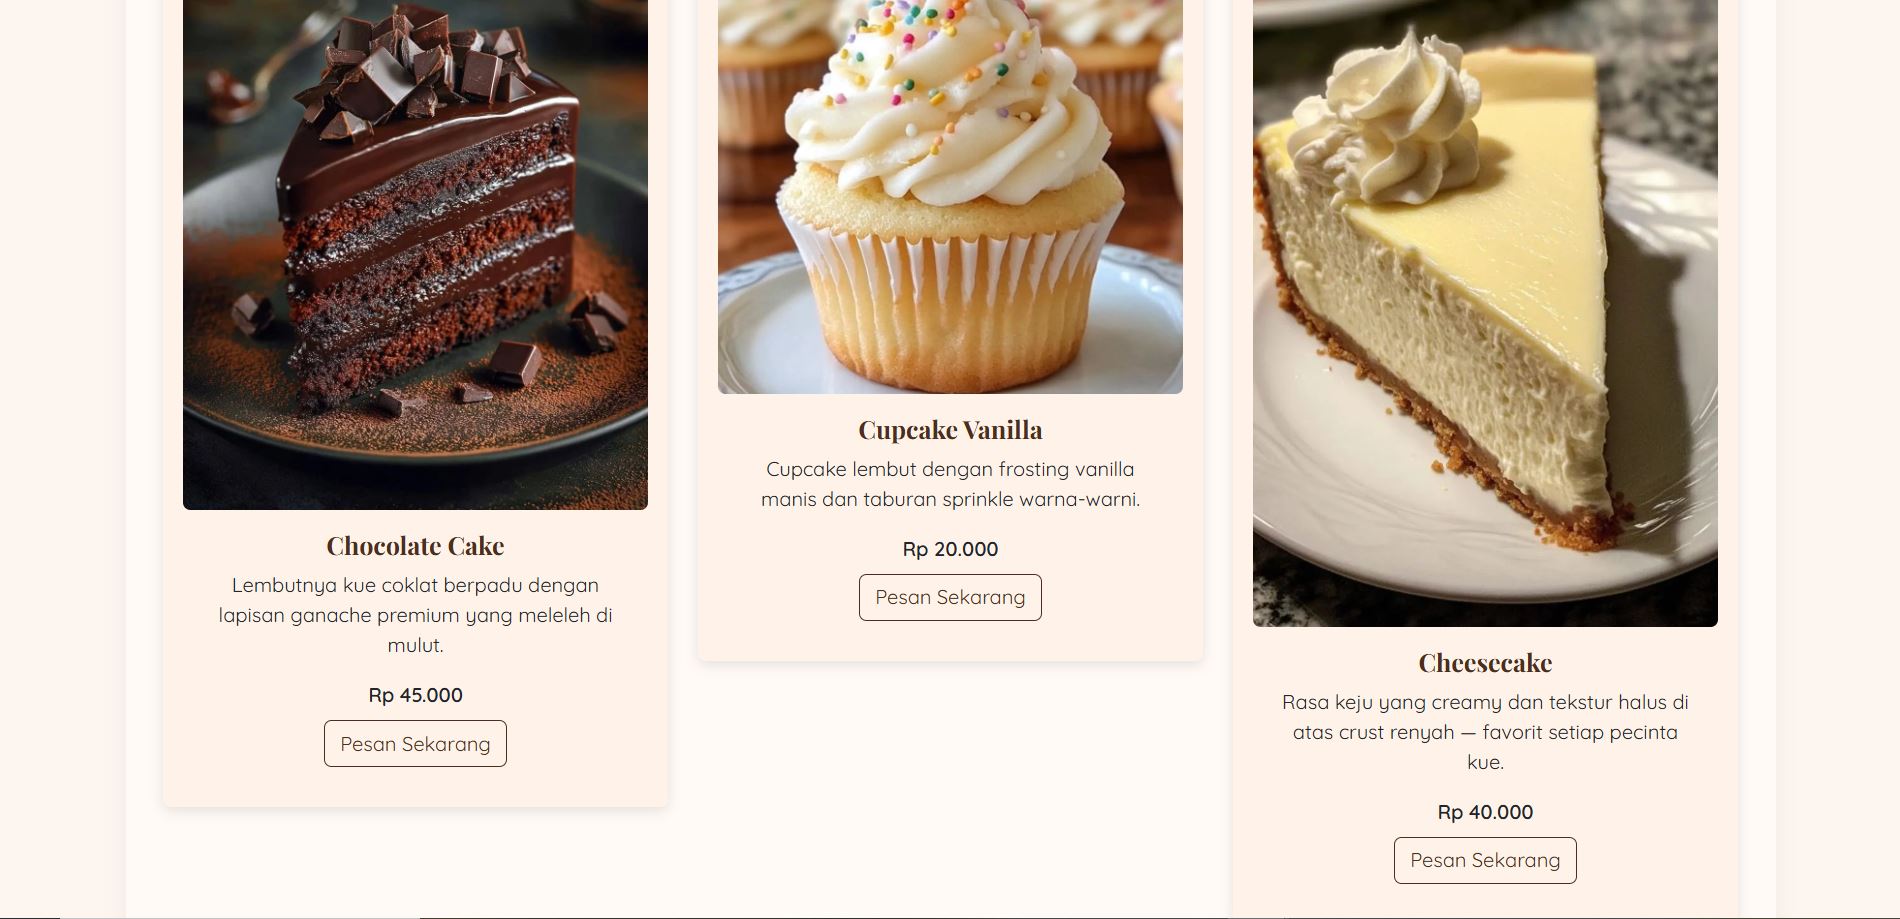 Chocolate Cake
Lembutnya kue coklat berpadu dengan
lapisan ganache premium yang meleleh di
mulut.
Rp 45.000
Pesan Sekarang
Cupcake Vanilla
Cupcake lembut dengan frosting vanilla
manis dan taburan sprinkle warna-warni.
Rp 20.000
Pesan Sekarang
Cheesecake
Rasa keju yang creamy dan tekstur halus di
atas crust renyah — favorit setiap pecinta
kue.
Rp 40.000
Pesan Sekarang